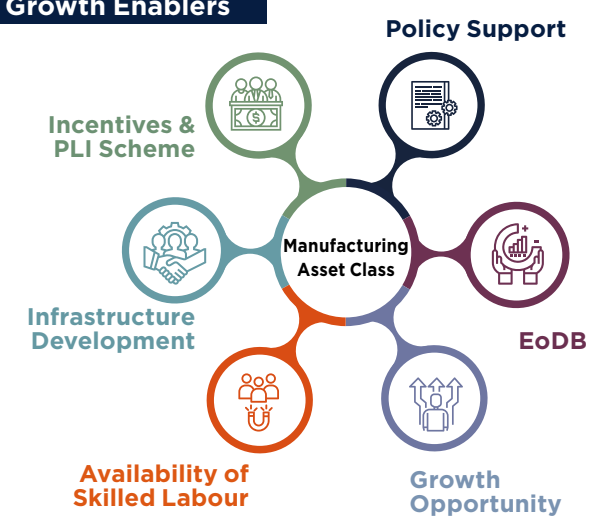 Growth Enablers
Policy Support
Incentives &
PLI Scheme
Manufacturing
Asset Class
Infrastructure
Development
EoDB
Availability of
Skilled Labour
Growth
Opportunity